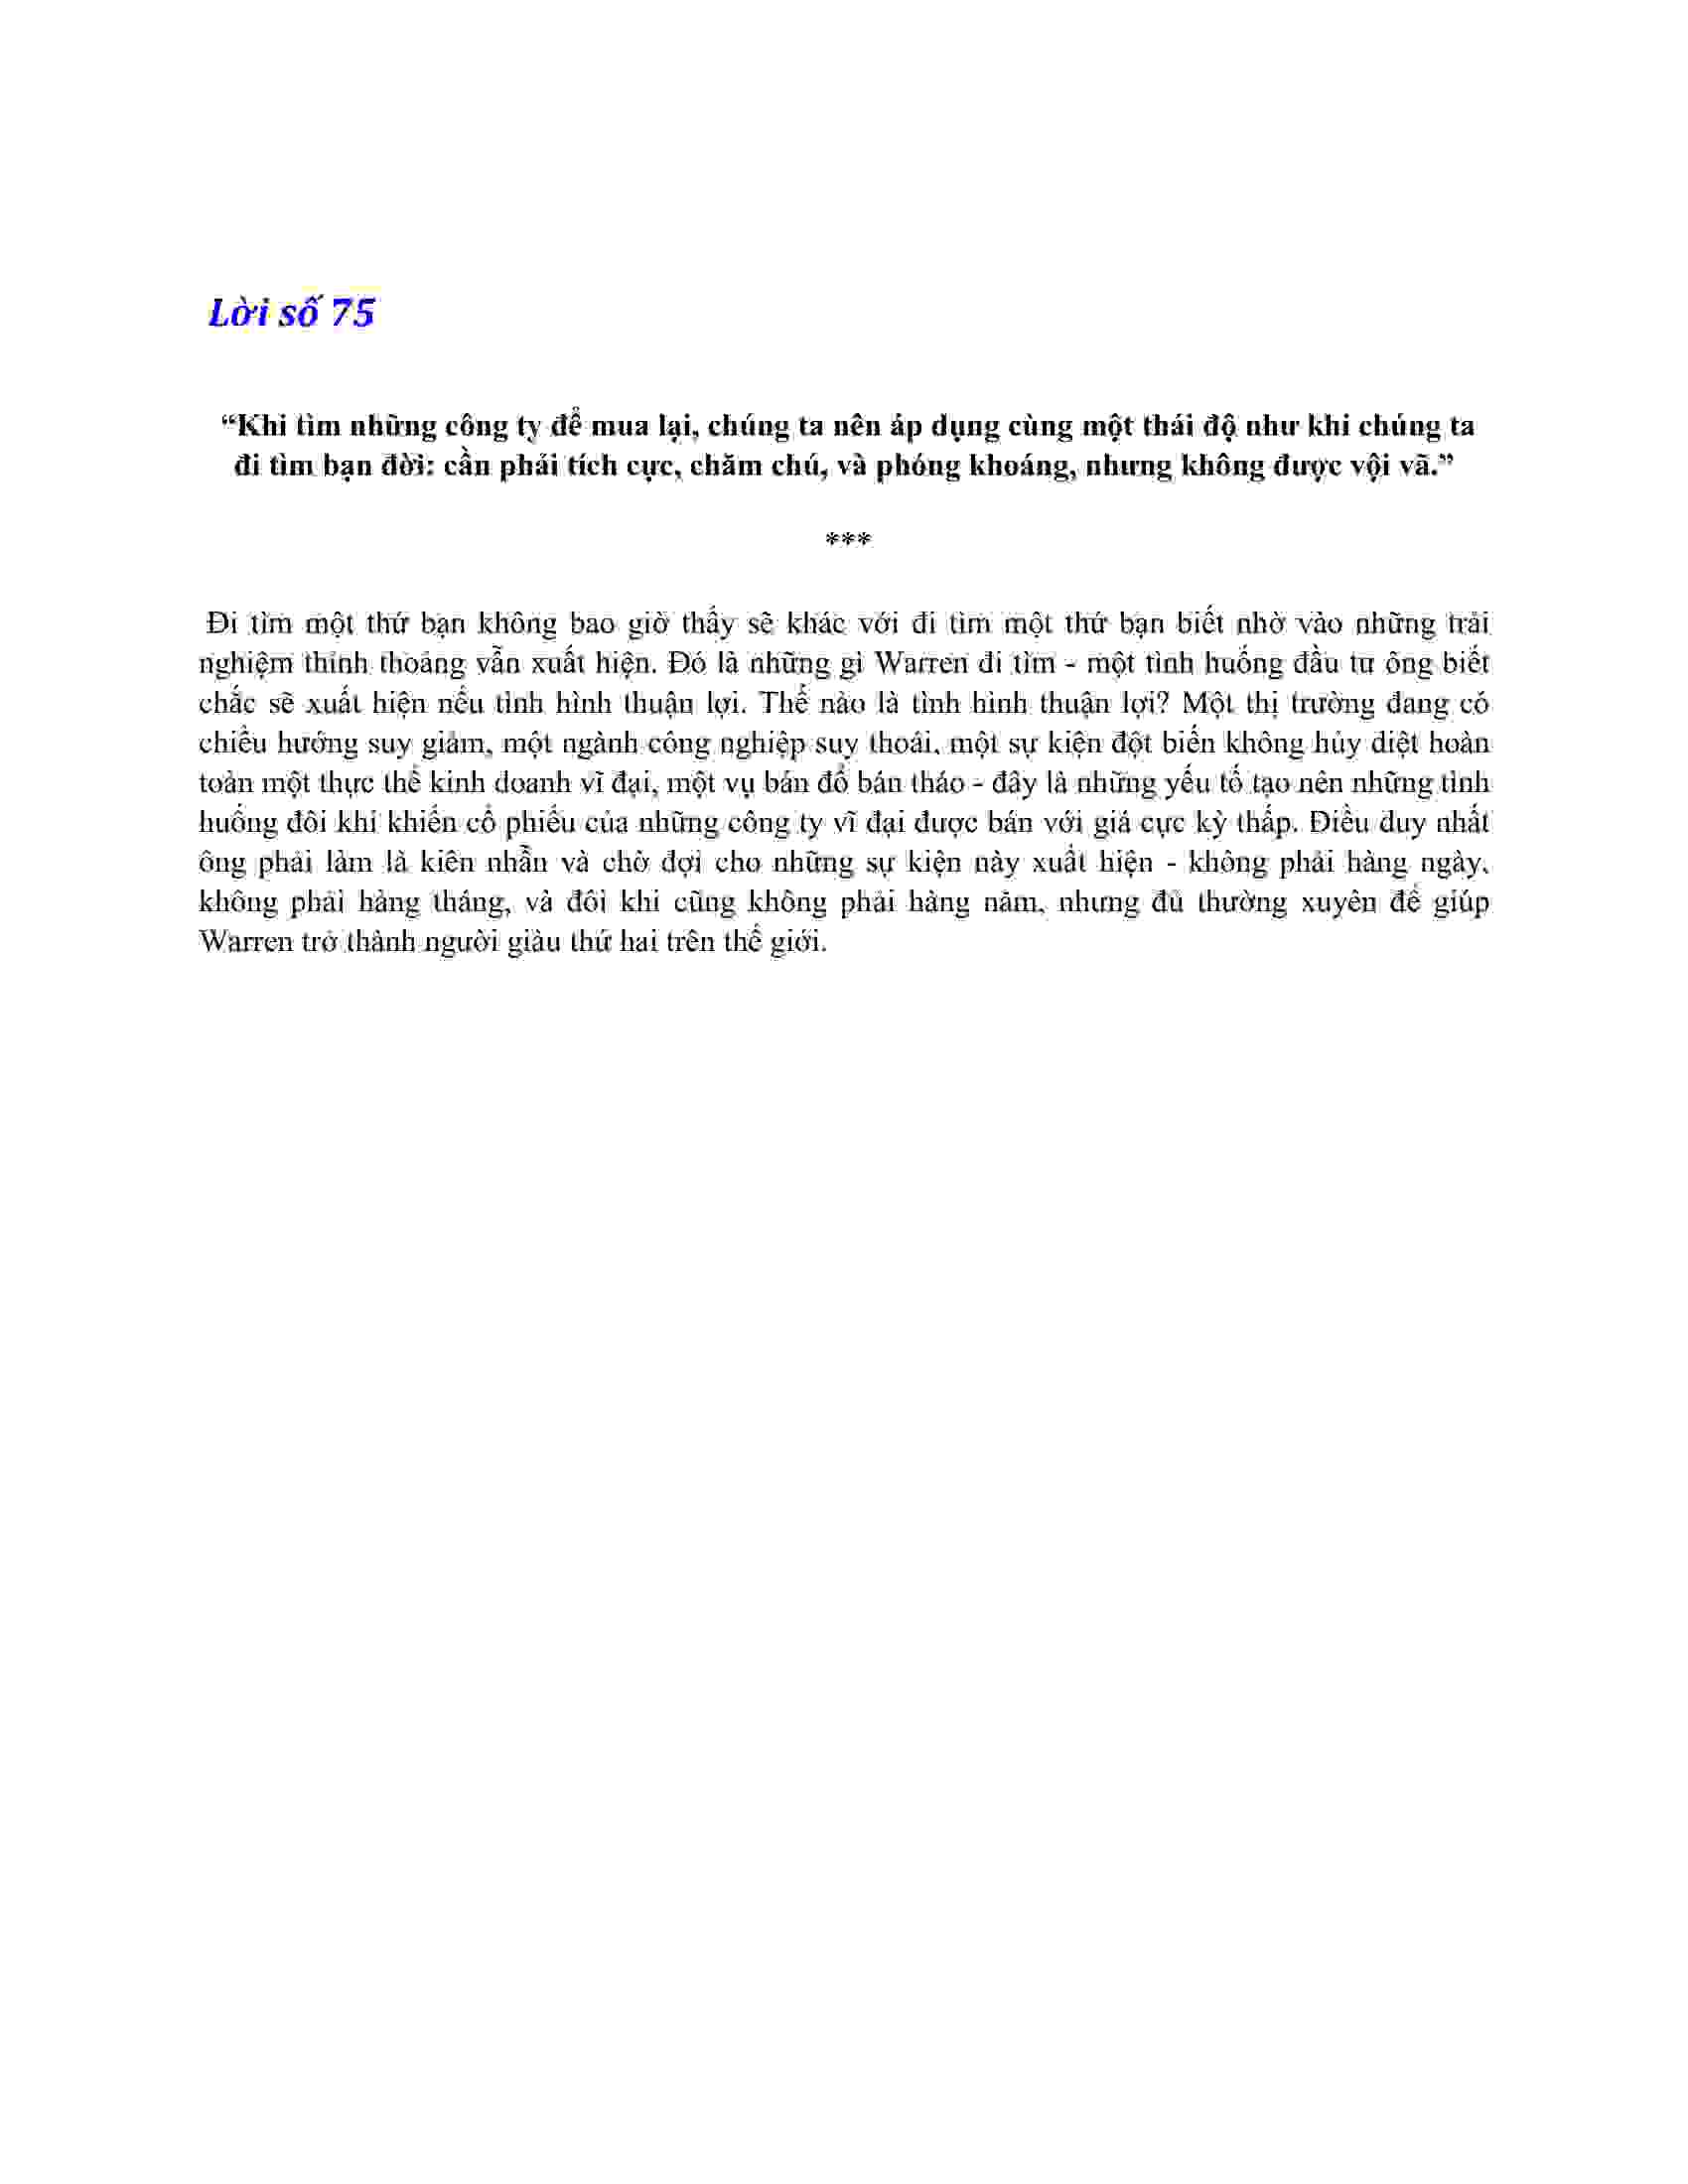 Lời số 75
“Khi tìm những công ty để mua lại, chúng ta nên áp dụng cùng một thái độ như khi chúng ta
đi tìm bạn đời: cần phải tích cực, chăm chú, và phóng khoáng, nhưng không được vội vã.”
***
Đi tìm một thứ bạn không bao giờ thấy sẽ khác với đi tìm một thứ bạn biết nhờ vào những trải
nghiệm thỉnh thoảng vẫn xuất hiện. Đó là những gì Warren đi tìm - một tình huống đầu tư ông biết
chắc sẽ xuất hiện nếu tình hình thuận lợi. Thế nào là tình hình thuận lợi? Một thị trường đang có
chiều hướng suy giảm, một ngành công nghiệp suy thoái, một sự kiện đột biến không hủy diệt hoàn
toàn một thực thể kinh doanh vĩ đại, một vụ bán đổ bán tháo - đây là những yếu tố tạo nên những tình
huống đôi khi khiến cổ phiếu của những công ty vĩ đại được bán với giá cực kỳ thấp. Điều duy nhất
ông phải làm là kiên nhẫn và chờ đợi cho những sự kiện này xuất hiện - không phải hàng ngày,
không phải hàng tháng, và đôi khi cũng không phải hàng năm, nhưng đủ thường xuyên để giúp
Warren trở thành người giàu thứ hai trên thế giới.